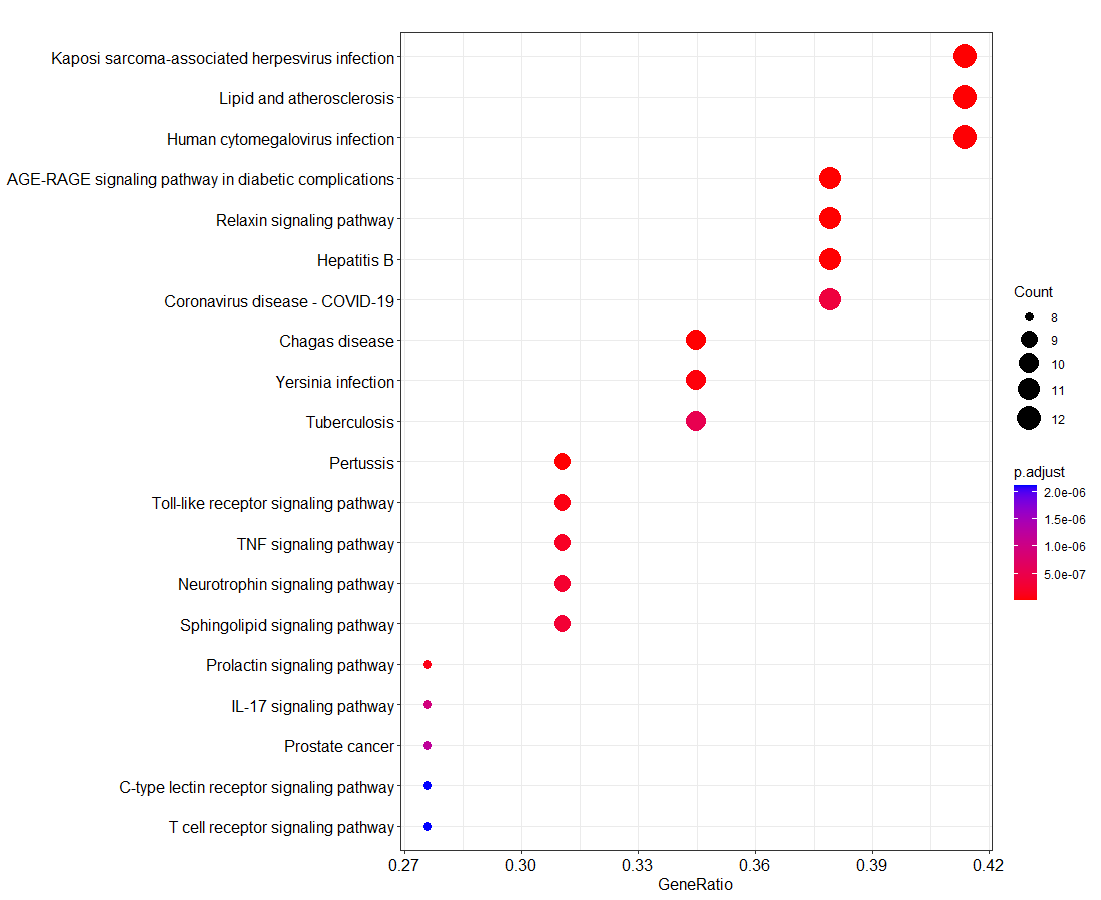 Kaposi sarcoma-associated herpesvirus infection
Lipid and atherosclerosis
Human cytomegalovirus infection
AGE-RAGE signaling pathway in diabetic complications
Relaxin signaling pathway
Hepatitis B
Coronavirus disease - COVID-19
Chagas disease
Yersinia infection
Tuberculosis
Pertussis
Toll-like receptor signaling pathway
TNF signaling pathway
Neurotrophin signaling pathway
Sphingolipid signaling pathway
Prolactin signaling pathway
IL-17 signaling pathway
Prostate cancer
C-type lectin receptor signaling pathway
T cell receptor signaling pathway
0.27 0.30 0.33 0.36 0.39 0.42
GeneRatio
Count
8
9
10
11
12
p.adjust
2.0e-06
1.5e-06
1.0e-06
5.0e-07